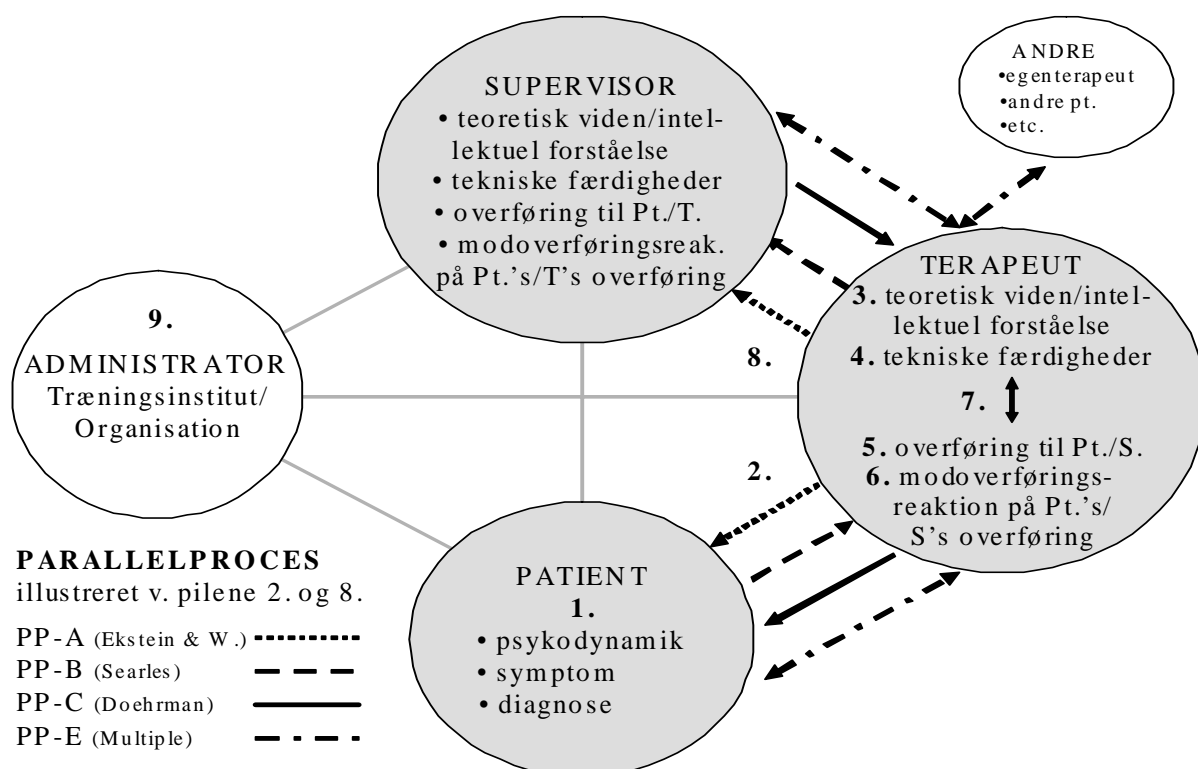 SUPERVISOR
• teoretisk viden/intel-
lektuel forståelse
• tekniske færdigheder
• overføring til Pt./T.
• modoverføringsreak.
på Pt.'s/T's overføring
ANDRE
•egenterapeut
•andre pt.
•etc.
TERAPEUT
3. teoretisk viden/intel-
lektuel forståelse
4. tekniske færdigheder
7.
5. overføring til Pt./S.
6. modoverførings-
reaktion på Pt.'s/
S's overføring
9.
ADMINISTRATOR
Træningsinstitut/
Organisation
8.
2.
PATIENT
1.
• psykodynamik
• symptom
• diagnose
PARALLELPROCES
illustreret v. pilene 2. og 8.
PP-A (Ekstein & W.)
PP-B (Searles)
PP-C (Doehrman)
PP-E (Multiple)